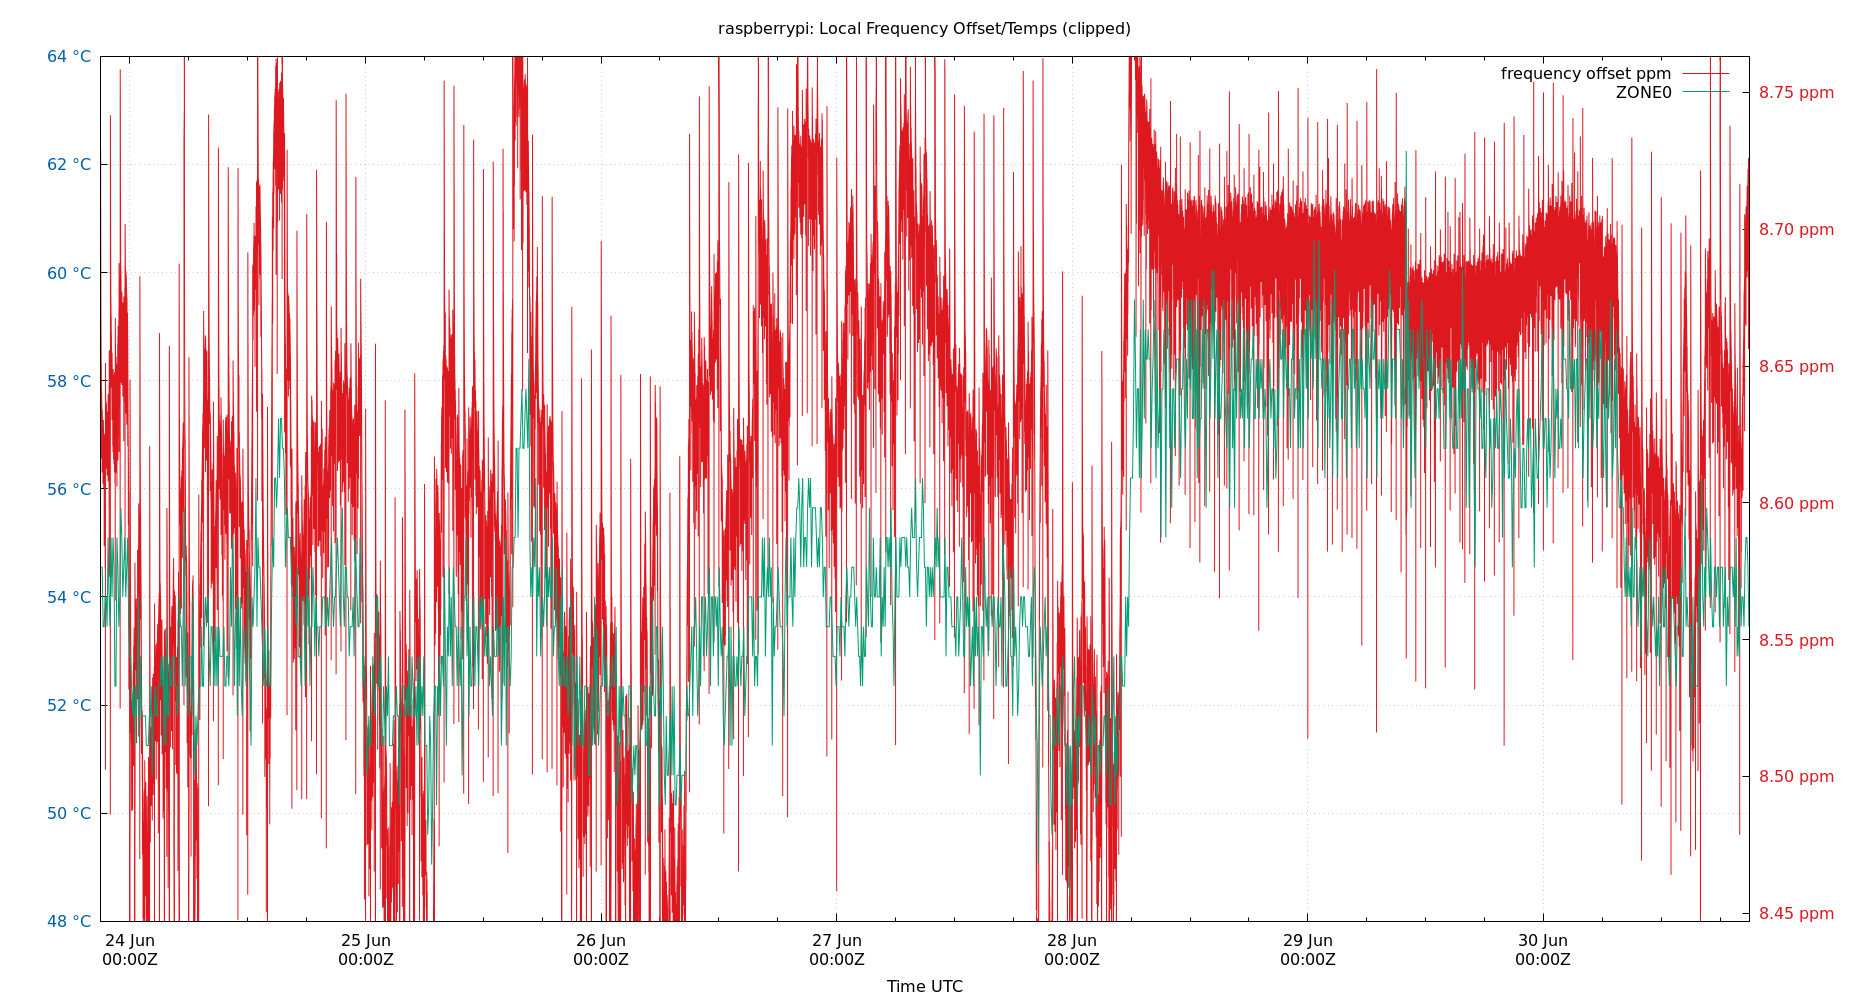 raspberrypi: Local Frequency Offset/Temps (clipped)
64 °C
62 °C
60 °C
58 °C
56 °C
54 °C
52 °C
50 °C
48 °C
frequency offset ppm
ZONE0
8.75 ppm
8.70 ppm
8.65 ppm
8.60 ppm
8.55 ppm
8.50 ppm
8.45 ppm
24 Jun
00:00Z
25 Jun
00:00Z
26 Jun
00:00Z
27 Jun
00:00Z
28 Jun
00:00Z
29 Jun
00:00Z
30 Jun
00:00Z
Time UTC